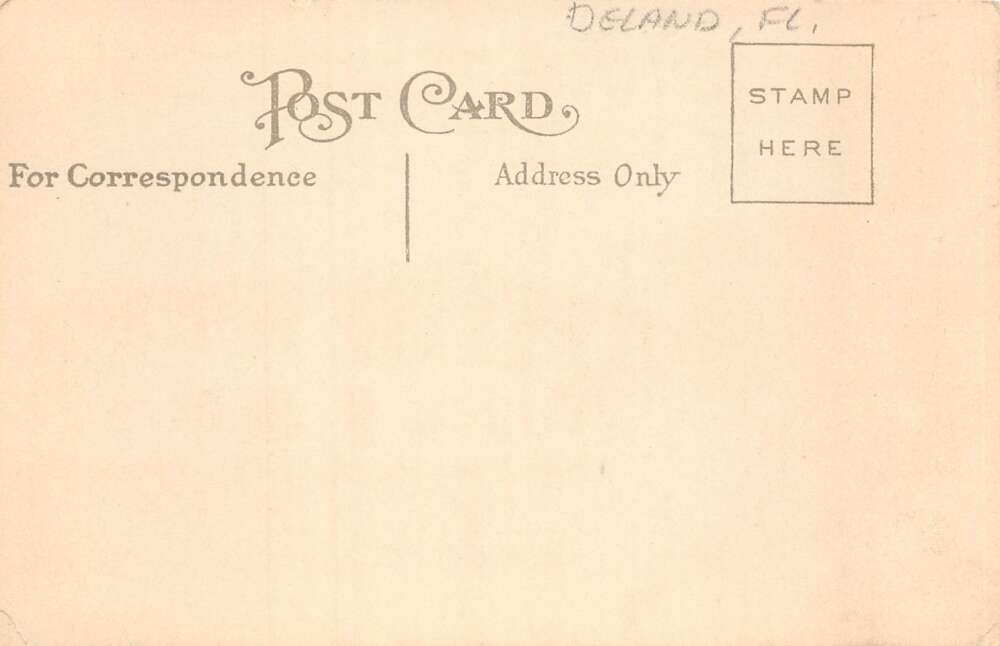 DELAND, FL.
POST CARD
STAMP
HERE
For Correspondence
Address Only